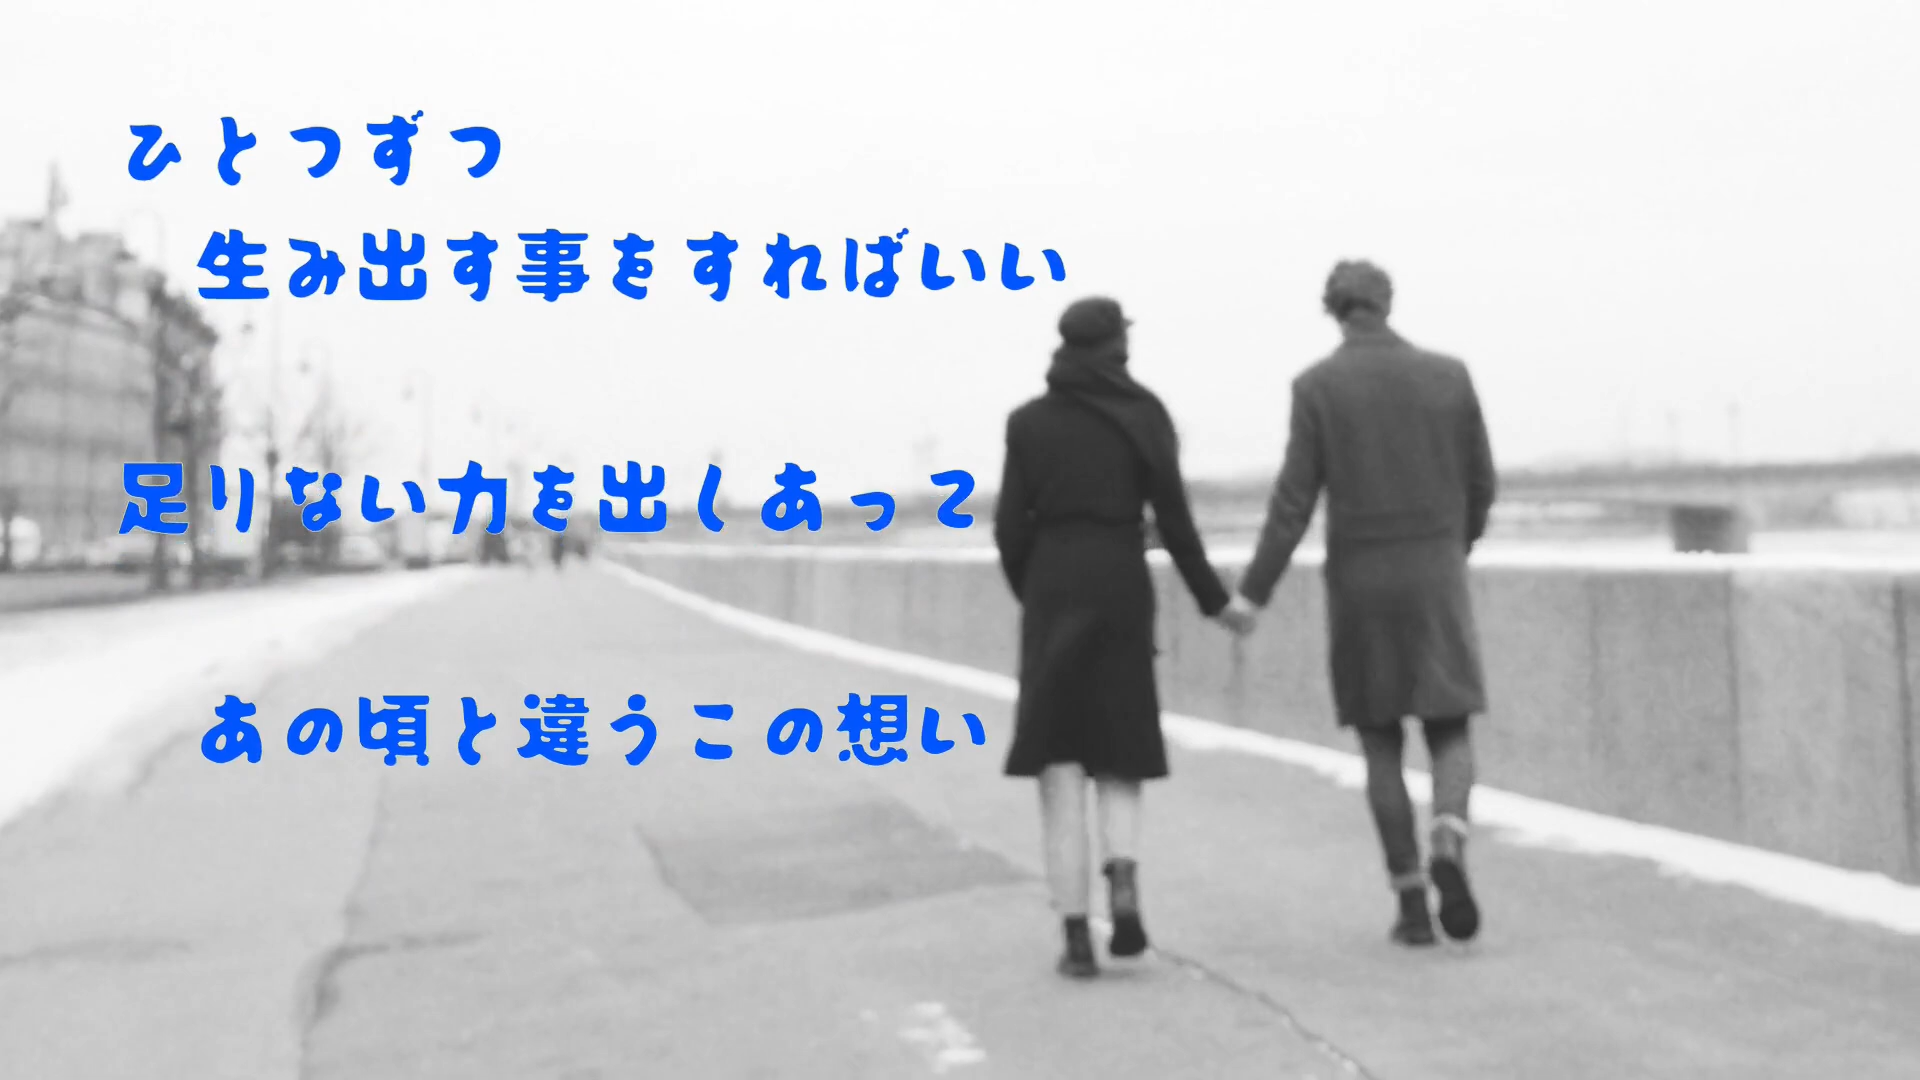 ひとつずつ
生み出す事をすればいい
足りない力を出しあって
あの頃と違うこの想い